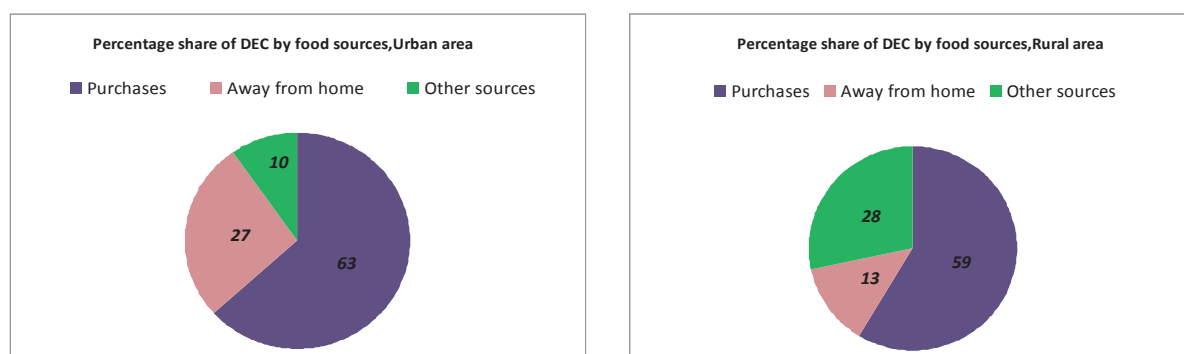 Percentage share of DEC by food sources,Urban area
Purchases Away from home Other sources
10
27
63
Percentage share of DEC by food sources,Rural area
Purchases Away from home Other sources
28
59
13